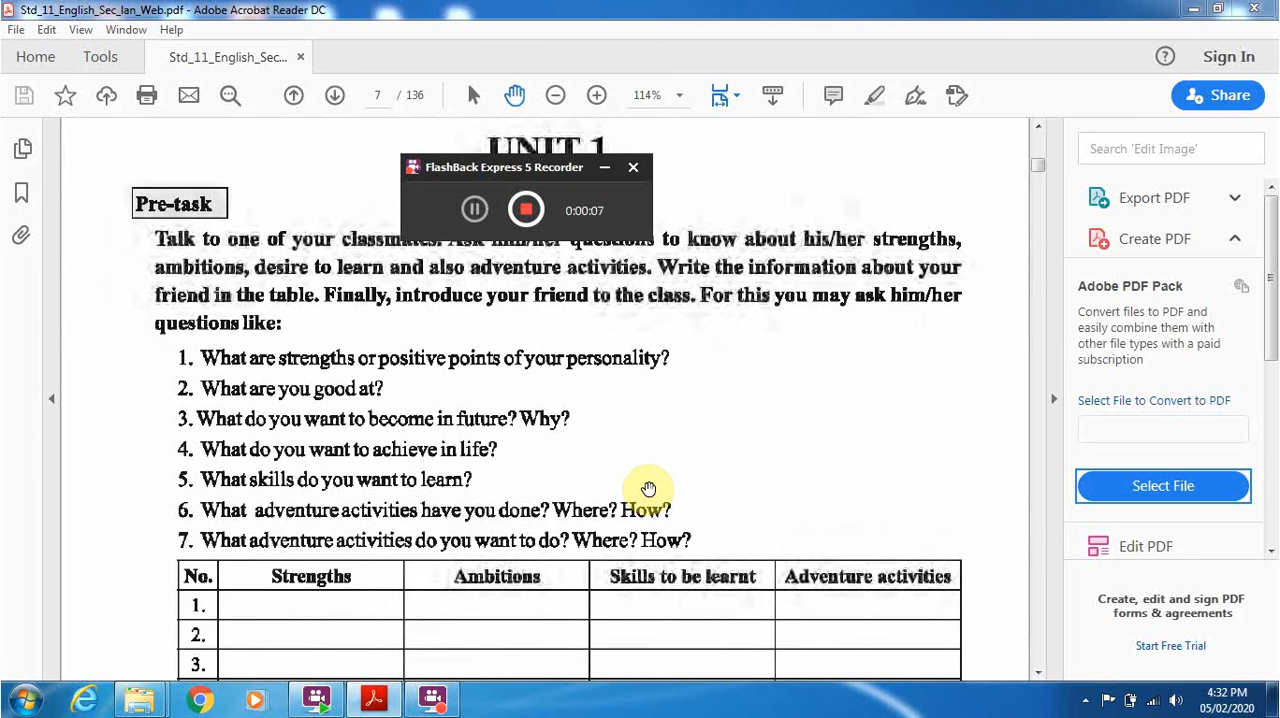 Std_11_English_Sec_lan_Web.pdf - Adobe Acrobat Reader DC
File Edit View Window Help
Home Tools Std_11_English_Sec... × Sign In
7 / 136 114% Share
UNIT 1
FlashBack Express 5 Recorder
0:00:07
Pre-task
Talk to one of your classmates. Ask him/her questions to know about his/her strengths,
ambitions, desire to learn and also adventure activities. Write the information about your
friend in the table. Finally, introduce your friend to the class. For this you may ask him/her
questions like:
1. What are strengths or positive points of your personality?
2. What are you good at?
3. What do you want to become in future? Why?
4. What do you want to achieve in life?
5. What skills do you want to learn?
6. What adventure activities have you done? Where? How?
7. What adventure activities do you want to do? Where? How?
No. Strengths Ambitions Skills to be learnt Adventure activities
1.
2.
3.
Search 'Edit Image'
Export PDF
Create PDF
Adobe PDF Pack
Convert files to PDF and
easily combine them with
other file types with a paid
subscription
Select File to Convert to PDF
Select File
Edit PDF
Create, edit and sign PDF
forms & agreements
Start Free Trial
4:32 PM
05/02/2020